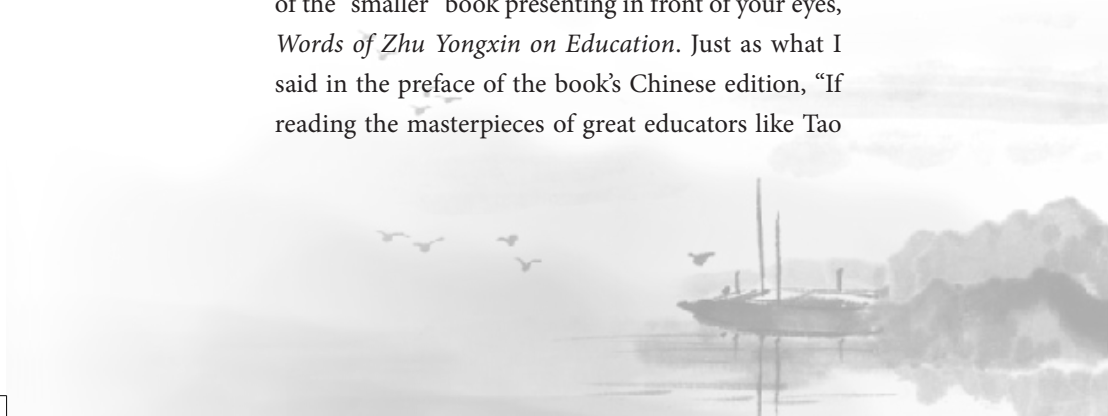 of the “smaller” book presenting in front of your eyes,
Words of Zhu Yongxin on Education. Just as what I
said in the preface of the book’s Chinese edition, “If
reading the masterpieces of great educators like Tao